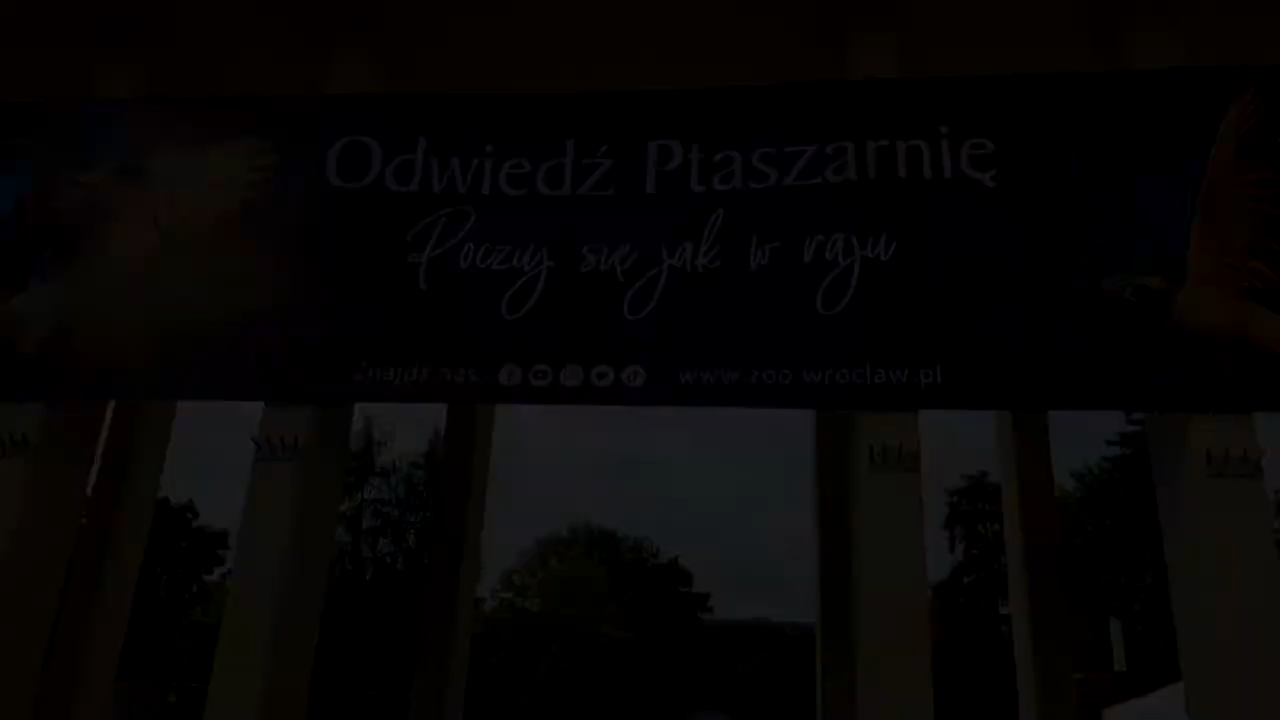 Odwiedź Ptaszarnię
Poczuj się jak w raju
Znajdź nas www.zoo.wroclaw.pl